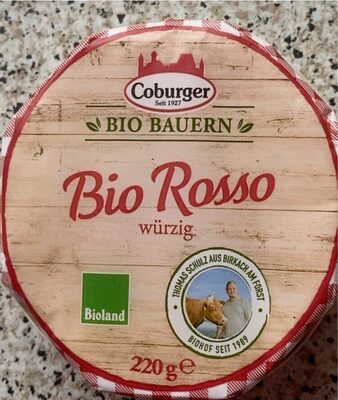 Coburger
Seit 1927
BIO BAUERN
Bio Rosso
würzig
Bioland
THOMAS SCHULZ AUS BIRKACH AM FORST
BIOHOF SEIT 1989
220 g ℮